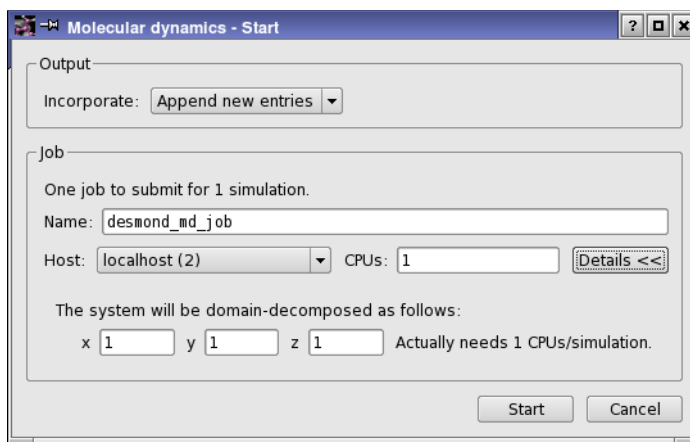 Molecular dynamics - Start ?
Output
Incorporate: Append new entries
Job
One job to submit for 1 simulation.
Name: desmond_md_job
Host: localhost (2) CPUs: 1 Details <<
The system will be domain-decomposed as follows:
x 1 y 1 z 1 Actually needs 1 CPUs/simulation.
Start Cancel